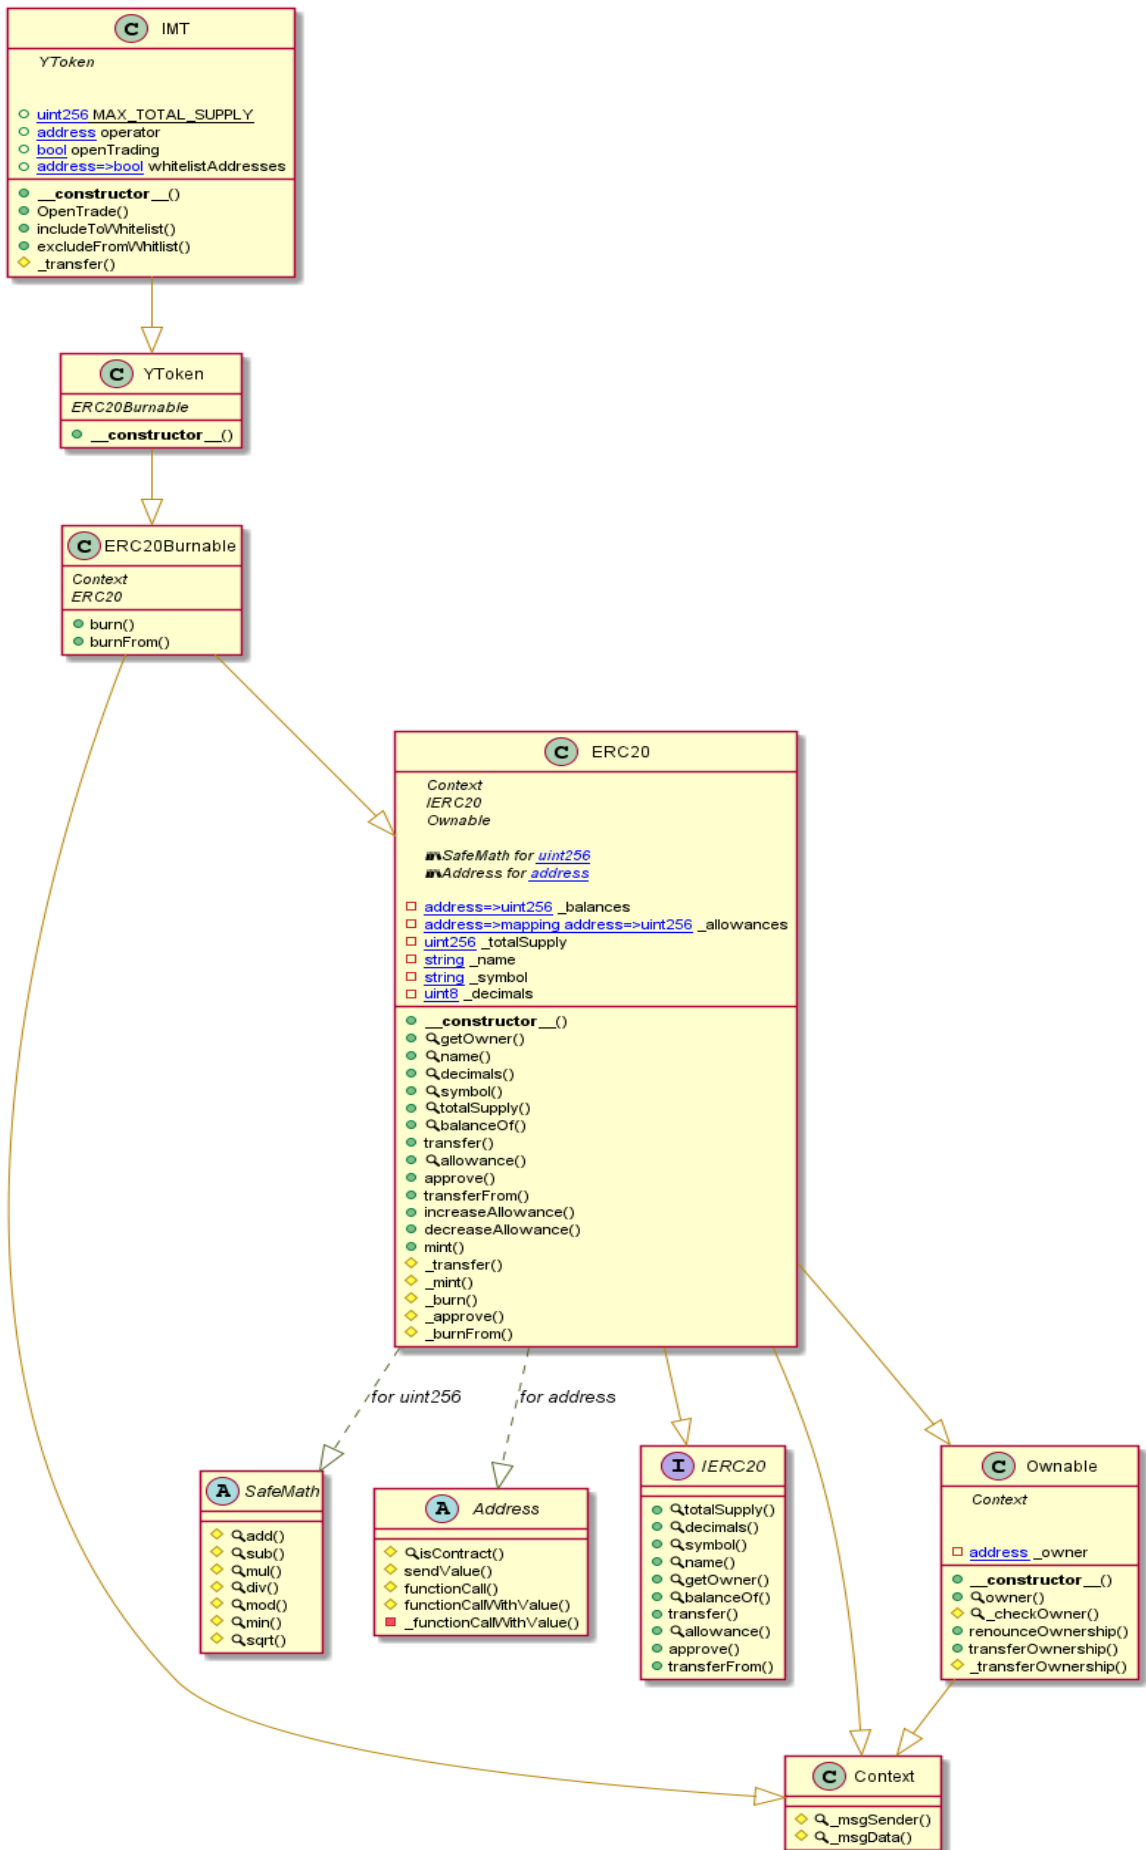 C IMT
YToken
uint256 MAX_TOTAL_SUPPLY
address operator
bool openTrading
address=>bool whitelistAddresses
__constructor__()
OpenTrade()
includeToWhitelist()
excludeFromWhitlist()
_transfer()
C YToken
ERC20Burnable
__constructor__()
C ERC20Burnable
Context
ERC20
burn()
burnFrom()
C ERC20
Context
IERC20
Ownable
SafeMath for uint256
Address for address
address=>uint256 _balances
address=>mapping address=>uint256 _allowances
uint256 _totalSupply
string _name
string _symbol
uint8 _decimals
__constructor__()
getOwner()
name()
decimals()
symbol()
totalSupply()
balanceOf()
transfer()
allowance()
approve()
transferFrom()
increaseAllowance()
decreaseAllowance()
mint()
_transfer()
_mint()
_burn()
_approve()
_burnFrom()
for uint256
for address
A SafeMath
add()
sub()
mul()
div()
mod()
min()
sqrt()
A Address
isContract()
sendValue()
functionCall()
functionCallWithValue()
_functionCallWithValue()
I IERC20
totalSupply()
decimals()
symbol()
name()
getOwner()
balanceOf()
transfer()
allowance()
approve()
transferFrom()
C Ownable
Context
address _owner
__constructor__()
owner()
_checkOwner()
renounceOwnership()
transferOwnership()
_transferOwnership()
C Context
_msgSender()
_msgData()